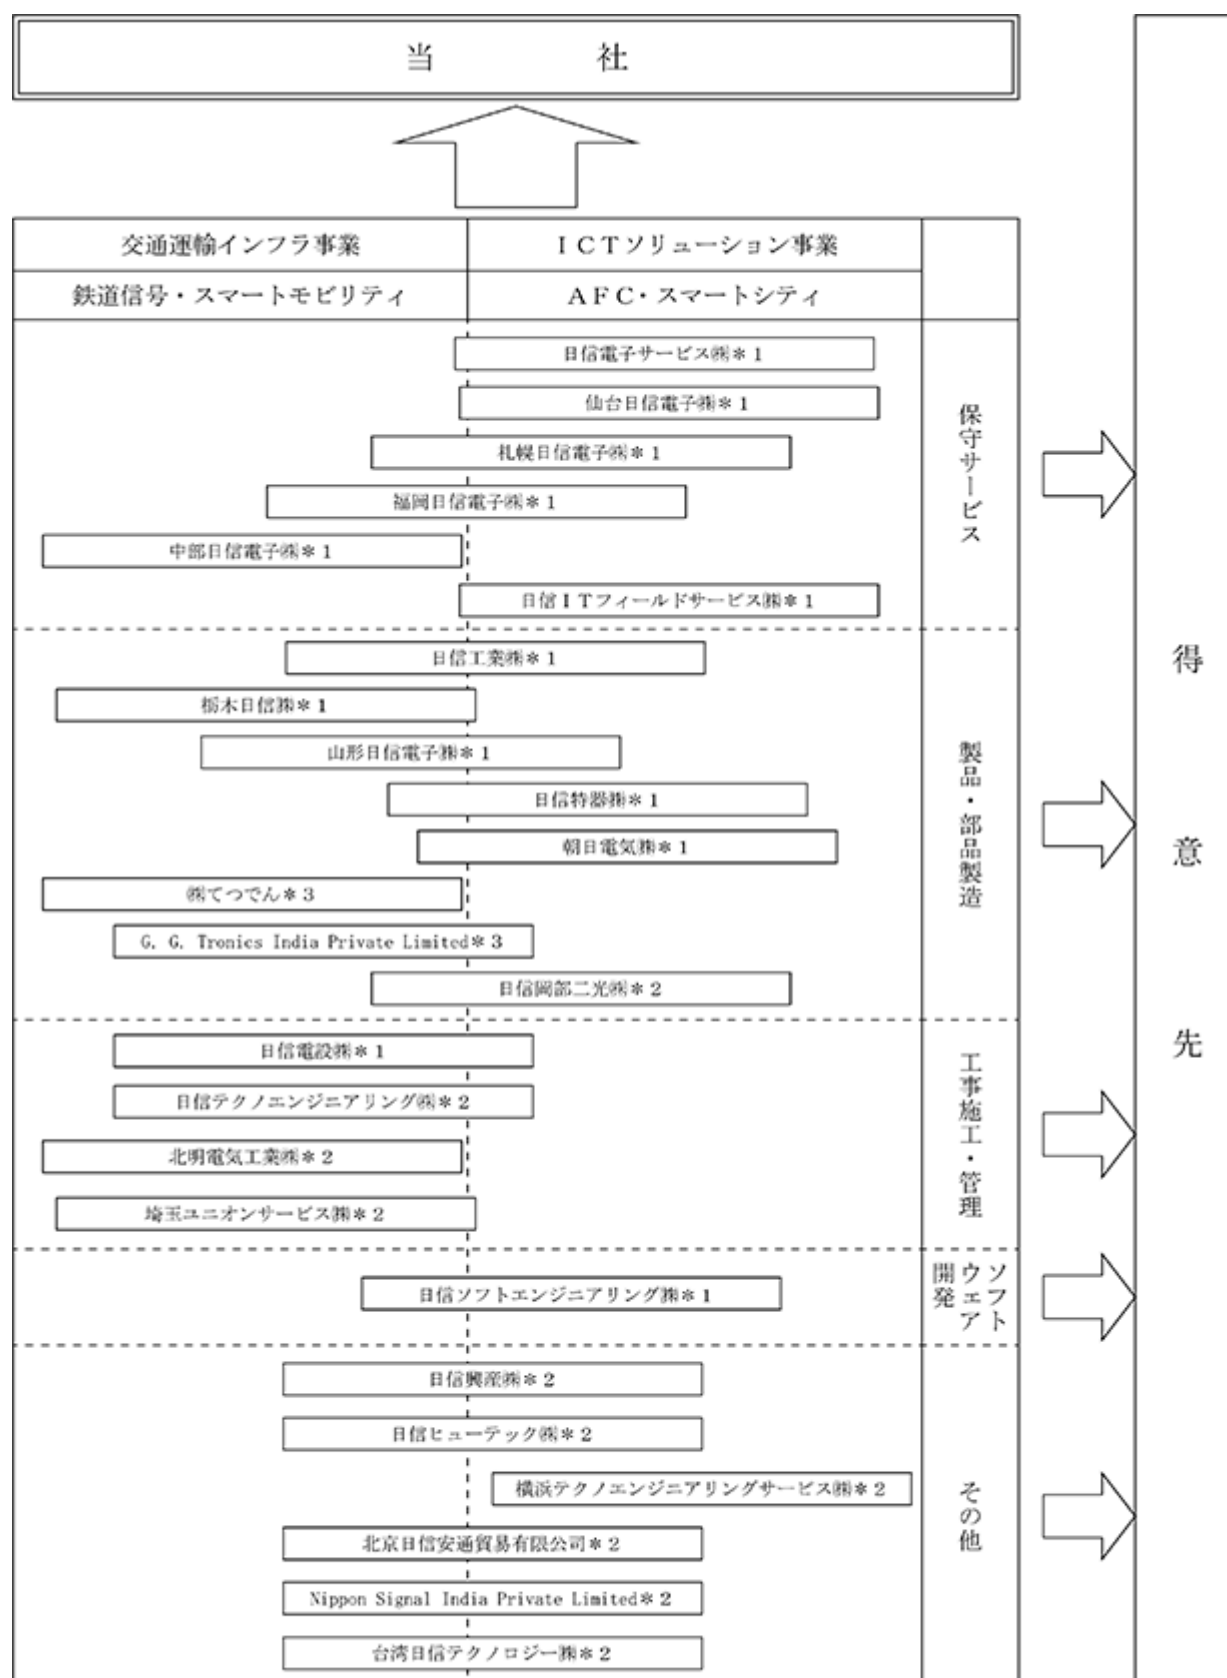 当社
交通運輸インフラ事業
ICTソリューション事業
鉄道信号・スマートモビリティ
AFC・スマートシティ
日信電子サービス㈱＊1
仙台日信電子㈱＊1
札幌日信電子㈱＊1
福岡日信電子㈱＊1
中部日信電子㈱＊1
日信ITフィールドサービス㈱＊1
保守サービス
日信工業㈱＊1
栃木日信㈱＊1
山形日信電子㈱＊1
日信特器㈱＊1
朝日電気㈱＊1
㈱てつでん＊3
G. G. Tronics India Private Limited＊3
日信岡部二光㈱＊2
製品・部品製造
日信電設㈱＊1
日信テクノエンジニアリング㈱＊2
北明電気工業㈱＊2
埼玉ユニオンサービス㈱＊2
工事施工・管理
日信ソフトエンジニアリング㈱＊1
ソフト
ウェア
開発
日信興産㈱＊2
日信ヒューテック㈱＊2
横浜テクノエンジニアリングサービス㈱＊2
北京日信安通貿易有限公司＊2
Nippon Signal India Private Limited＊2
台湾日信テクノロジー㈱＊2
その他
得意先